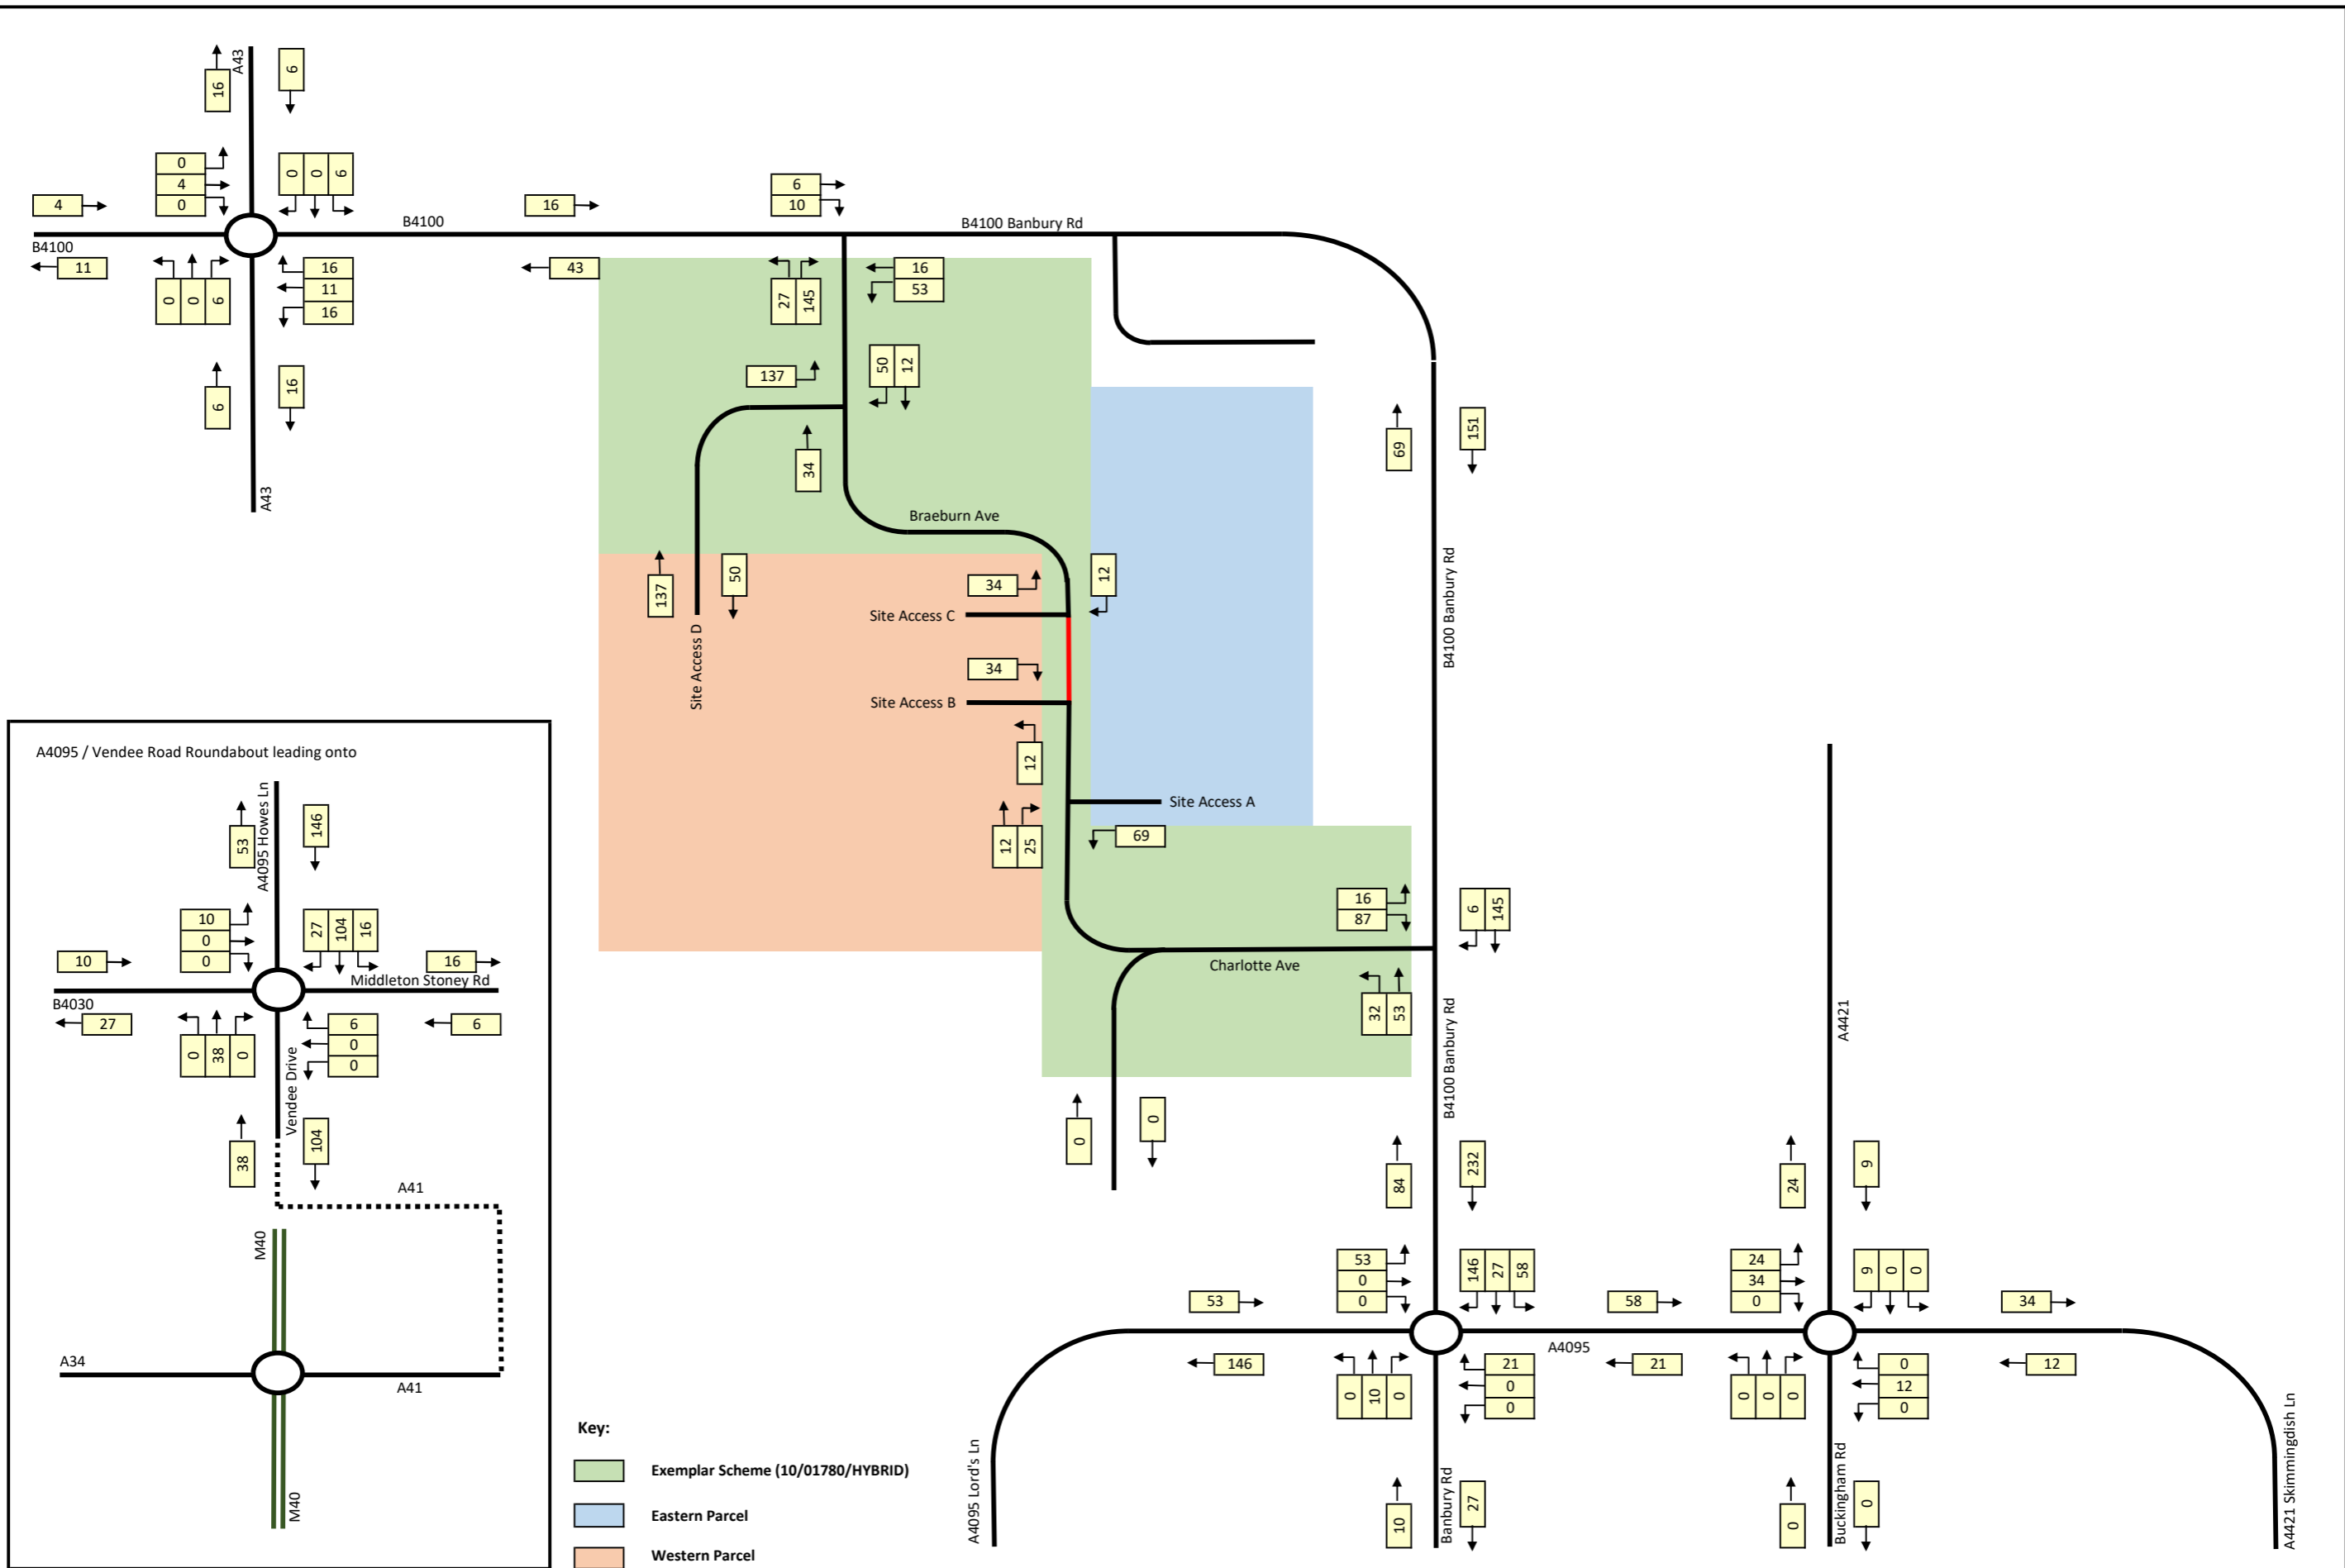 A43
16
6
0
4
0
0 0 6
4
B4100
B4100
11
0 0 6
16
11
16
6
16
A43
16
43
6
10
B4100 Banbury Rd
27 145
16
53
137
50 12
34
Braeburn Ave
69
151
137
50
Site Access D
34
12
Site Access C
34
Site Access B
12
B4100 Banbury Rd
12 25
Site Access A
69
16
87
6 145
Charlotte Ave
32 53
B4100 Banbury Rd
0
0
84
232
A4421
24
9
53
0
0
146 27 58
53
146
0 10 0
21
0
0
A4095
58
21
24
34
0
9 0 0
34
12
0 0 0
0
12
0
A4095 Lord's Ln
10
Banbury Rd
27
0
Buckingham Rd
0
A4421 Skimmingdish Ln
A4095 / Vendee Road Roundabout leading onto
53
A4095 Howes Ln
146
10
0
0
27 104 16
10
16
Middleton Stoney Rd
B4030
27
6
0 38 0
6
0
0
Vendee Drive
38
104
A41
M40
A34
A41
M40
Key:
Exemplar Scheme (10/01780/HYBRID)
Eastern Parcel
Western Parcel